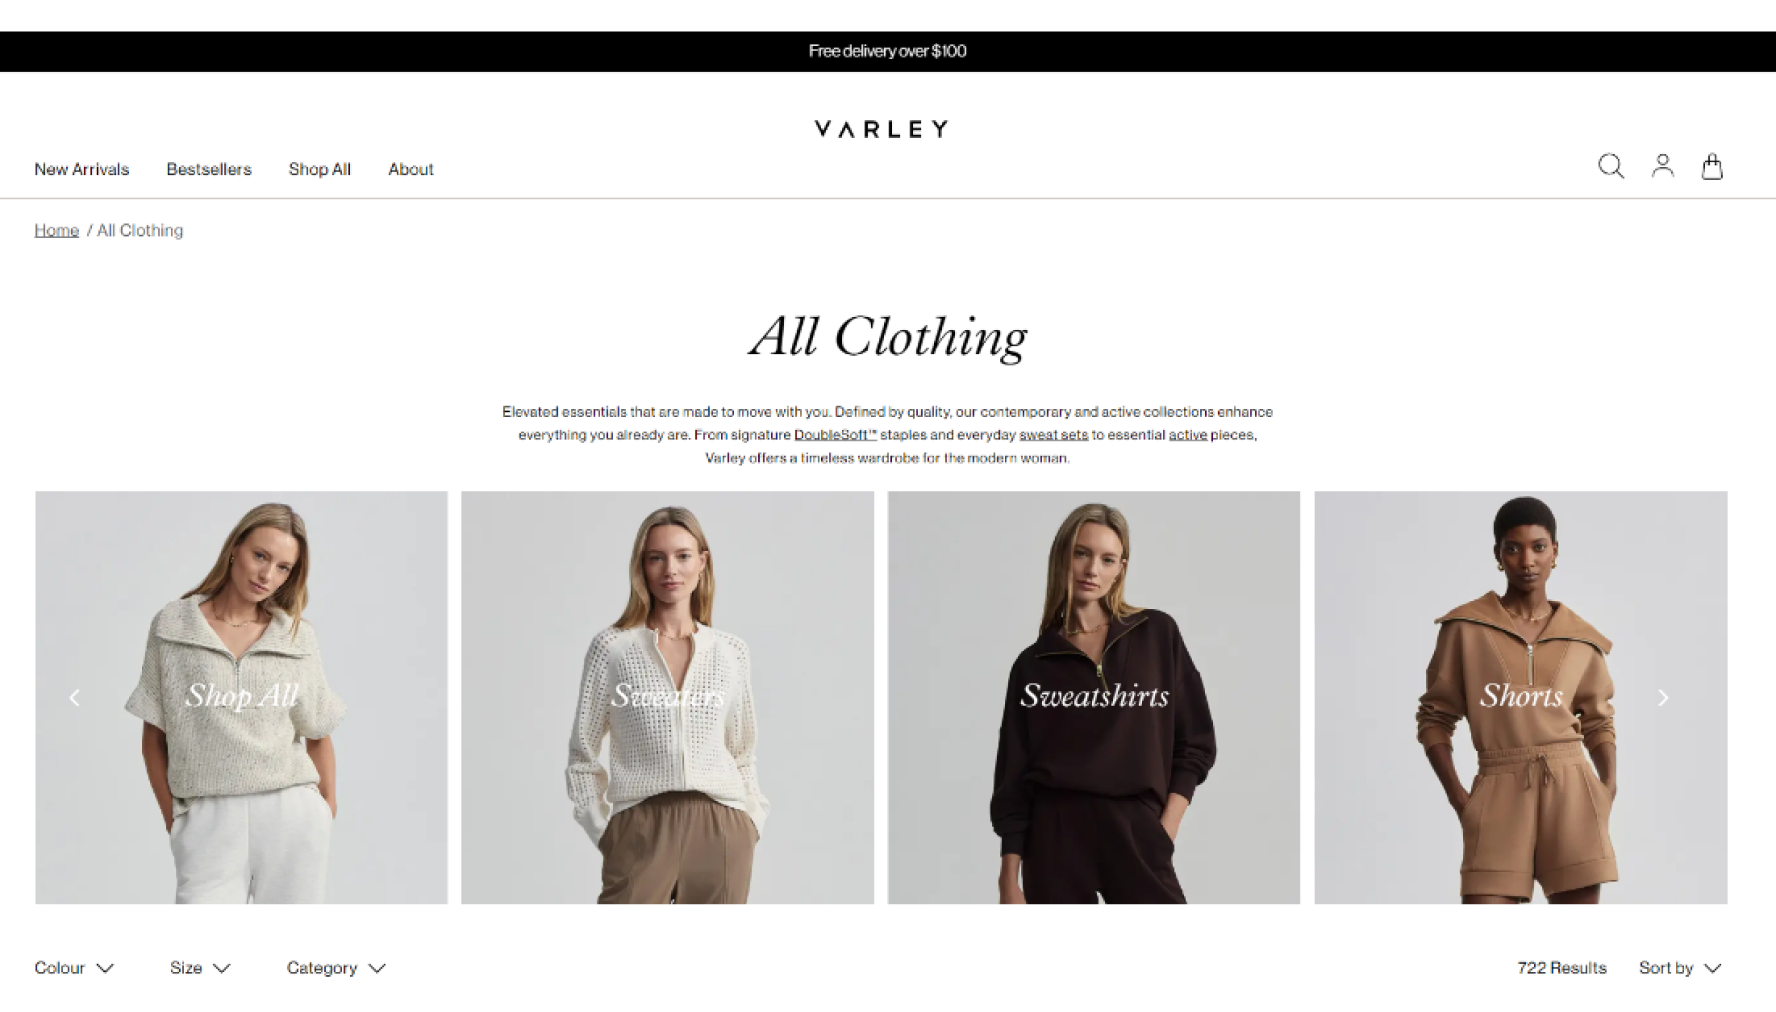 Free delivery over $100
VARLEY
New Arrivals Bestsellers Shop All About
Home / All Clothing
All Clothing
Elevated essentials that are made to move with you. Defined by quality, our contemporary and active collections enhance
everything you already are. From signature DoubleSoft™ staples and everyday sweat sets to essential active pieces,
Varley offers a timeless wardrobe for the modern woman.
Shop All
Sweaters
Sweatshirts
Shorts
Colour Size Category 722 Results Sort by